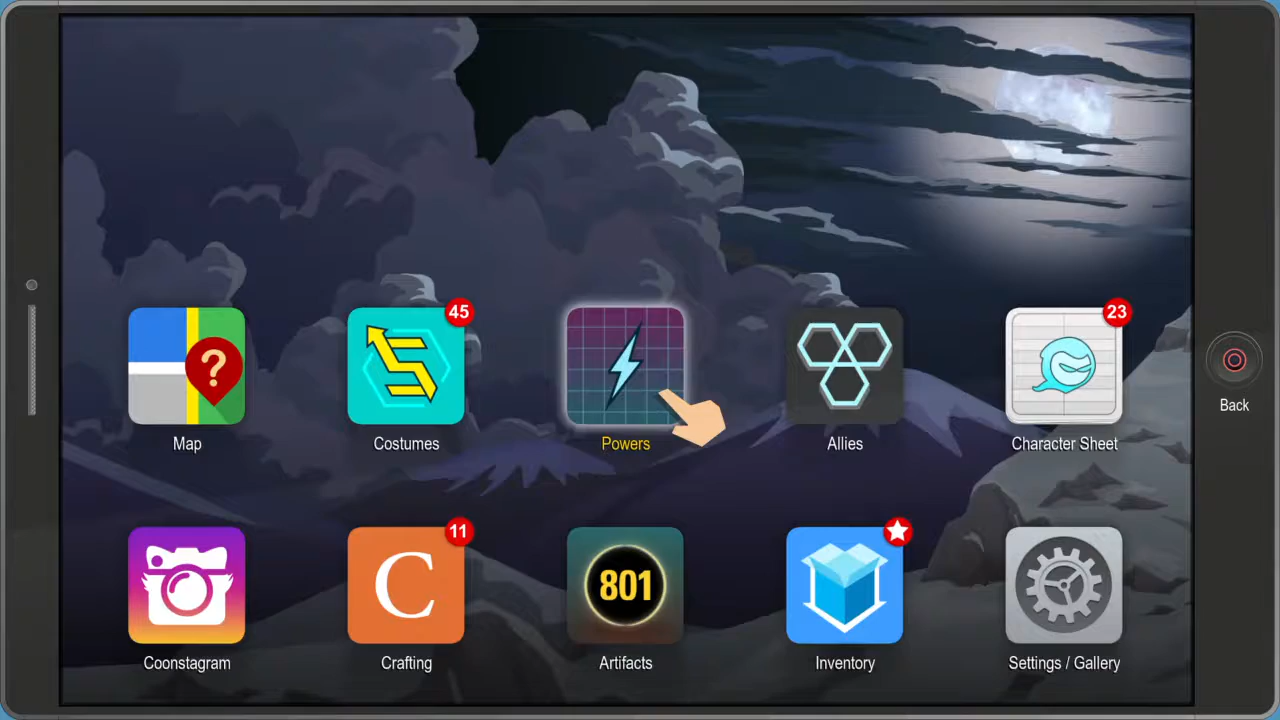 45
23
?
Map
Costumes
Powers
Allies
Character Sheet
Back
11
C
801
Coonstagram
Crafting
Artifacts
Inventory
Settings / Gallery